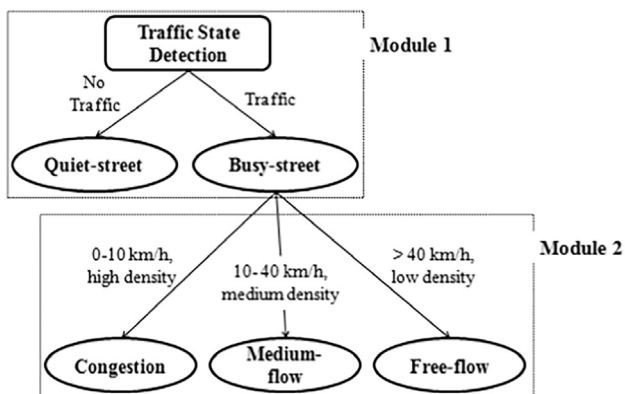 Traffic State
Detection
Module 1
No
Traffic
Traffic
Quiet-street
Busy-street
0-10 km/h,
high density
10-40 km/h,
medium density
> 40 km/h,
low density
Module 2
Congestion
Medium-
flow
Free-flow